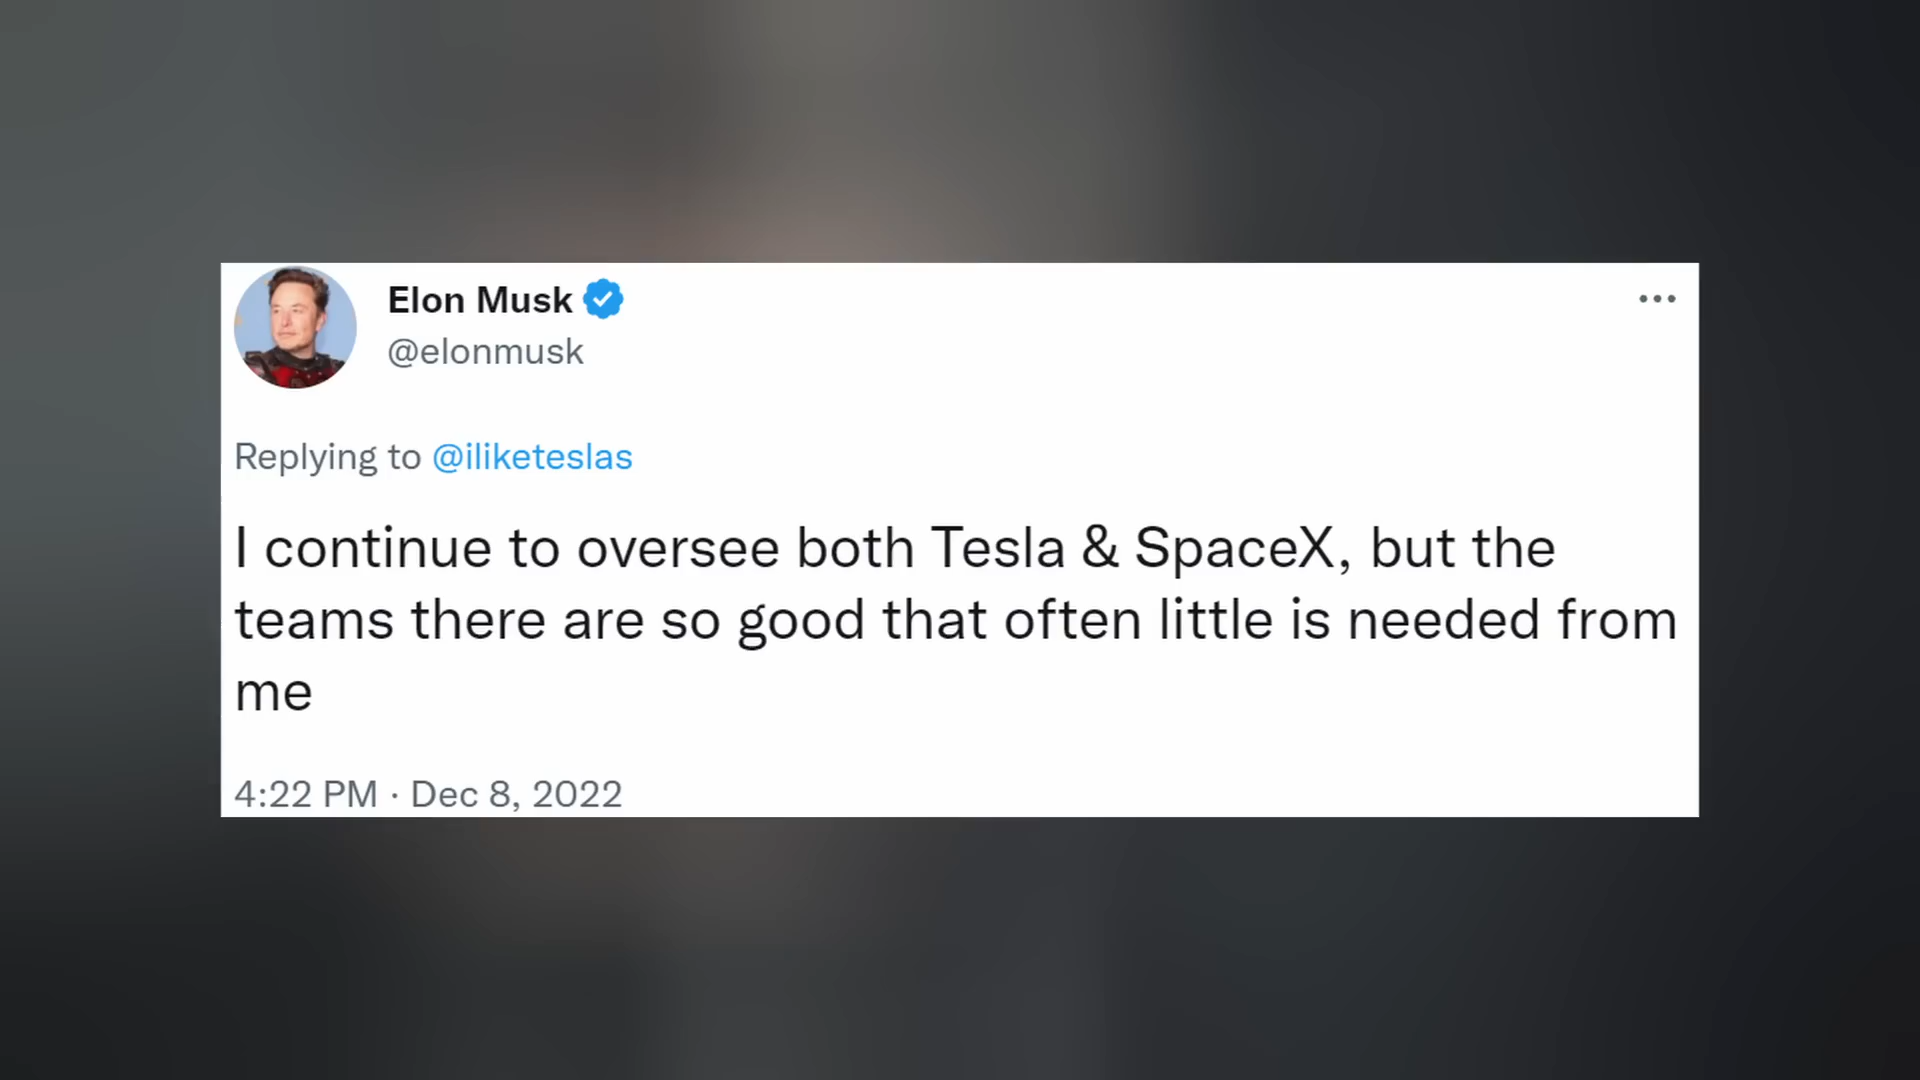 Elon Musk
@elonmusk
Replying to @iliketeslas
I continue to oversee both Tesla & SpaceX, but the
teams there are so good that often little is needed from
me
4:22 PM · Dec 8, 2022